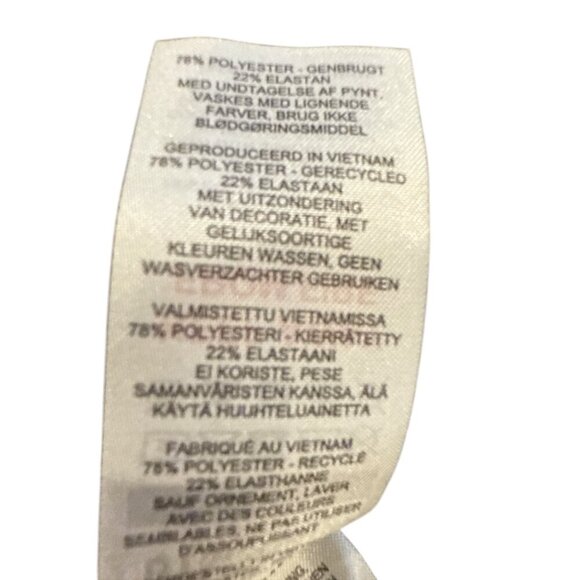 78% POLYESTER - GENBRUGT
22% ELASTAN
MED UNDTAGELSE AF PYNT,
VASKES MED LIGNENDE
FARVER, BRUG IKKE
BLØDGØRINGSMIDDEL
GEPRODUCEERD IN VIETNAM
78% POLYESTER - GERECYCLED
22% ELASTAAN
MET UITZONDERING
VAN DECORATIE, MET
GELIJKSOORTIGE
KLEUREN WASSEN, GEEN
WASVERZACHTER GEBRUIKEN
VALMISTETTU VIETNAMISSA
78% POLYESTERI - KIERRÄTETTY
22% ELASTAANI
EI KORISTE, PESE
SAMANVÄRISTEN KANSSA, ÄLÄ
KÄYTÄ HUUHTELUAINETTA
FABRIQUÉ AU VIETNAM
78% POLYESTER - RECYCLÉ
22% ELASTHANNE
SAUF ORNEMENT, LAVER
AVEC DES COULEURS
SEMBLABLES, NE PAS UTILISER
D'ASSOUPLISSANT